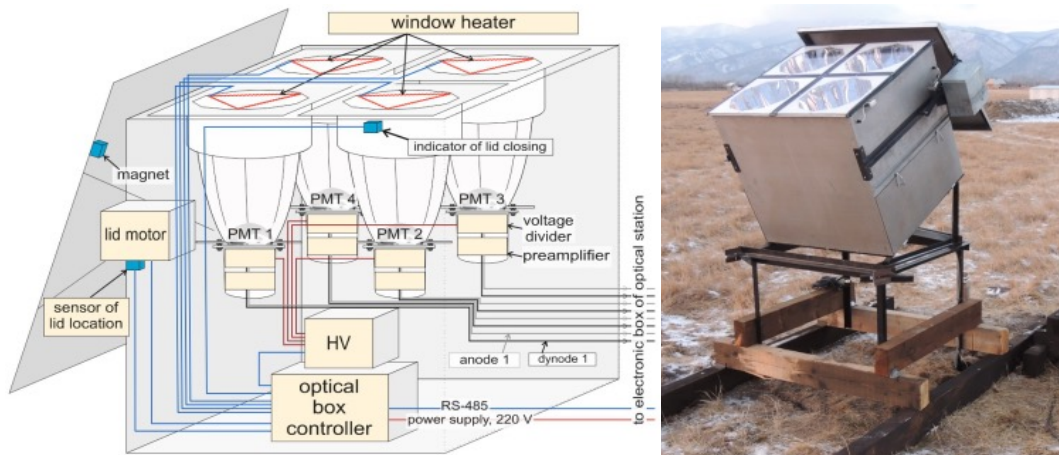 window heater
indicator of lid closing
magnet
PMT 4
PMT 3
lid motor
PMT 1
PMT 2
voltage
divider
preamplifier
sensor of
lid location
HV
anode 1
dynode 1
optical
box
controller
RS-485
power supply, 220 V
to electronic box of optical station